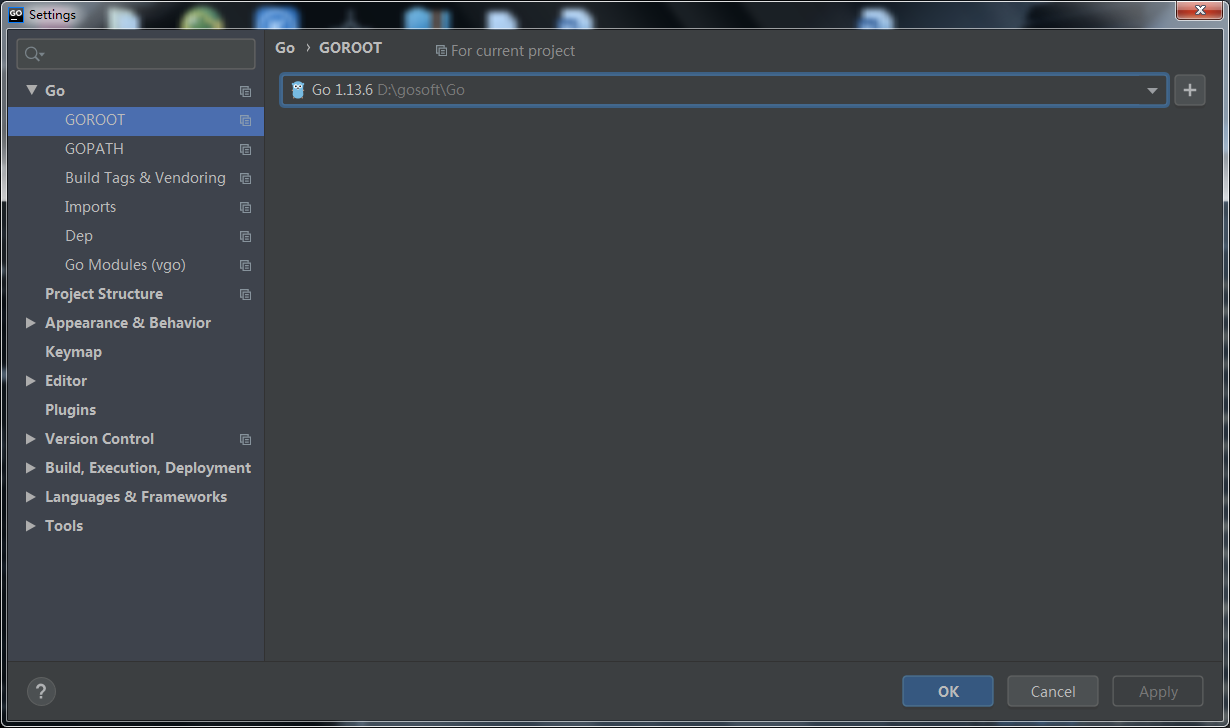 Settings
Go › GOROOT
For current project
Go
GOROOT
GOPATH
Build Tags & Vendoring
Imports
Dep
Go Modules (vgo)
Project Structure
Appearance & Behavior
Keymap
Editor
Plugins
Version Control
Build, Execution, Deployment
Languages & Frameworks
Tools
Go 1.13.6 D:\gosoft\Go
?
OK
Cancel
Apply